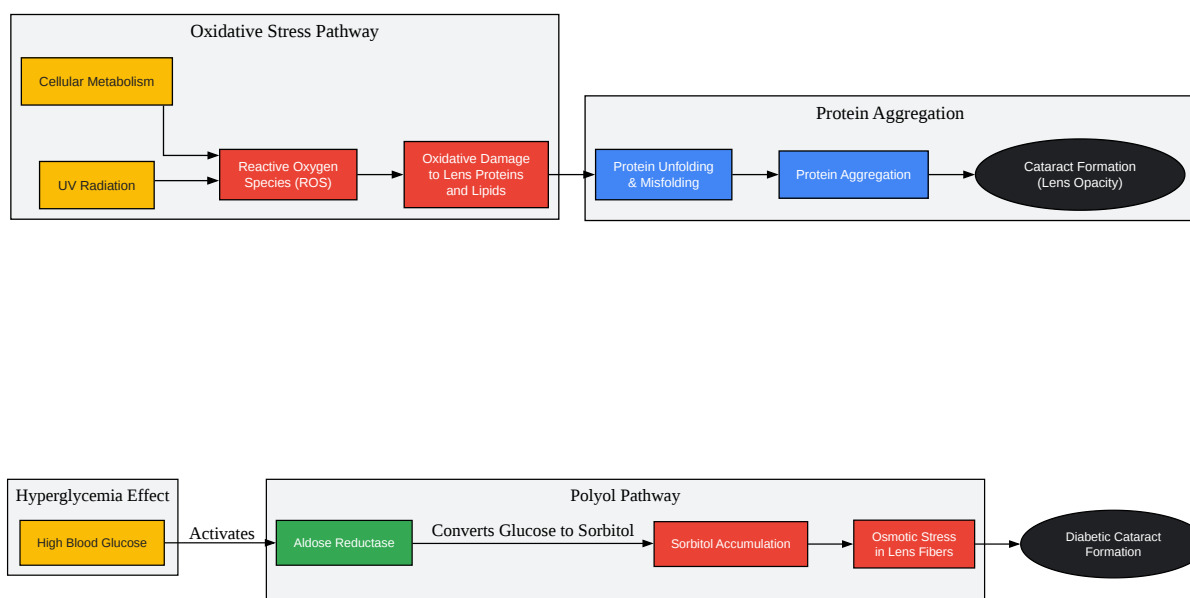 Oxidative Stress Pathway
Cellular Metabolism
UV Radiation
Reactive Oxygen
Species (ROS)
Oxidative Damage
to Lens Proteins
and Lipids
Protein Aggregation
Protein Unfolding
& Misfolding
Protein Aggregation
Cataract Formation
(Lens Opacity)
Hyperglycemia Effect
High Blood Glucose
Activates
Polyol Pathway
Aldose Reductase
Converts Glucose to Sorbitol
Sorbitol Accumulation
Osmotic Stress
in Lens Fibers
Diabetic Cataract
Formation